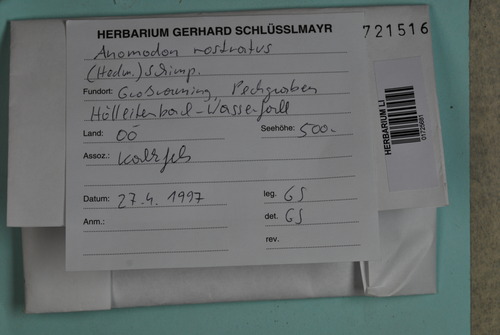 HERBARIUM GERHARD SCHLÜSSLMAYR
721516
Anomodon rostratus
(Hedw.) Schimp.
Fundort: Großraming, Pechgraben
Hölleitenbach-Wasserfall
Land: OÖ Seehöhe: 500.-
Assoz.: Kalkfels
Datum: 27.4.1997 leg. GS
Anm.: det. GS
rev.
HERBARIUM LI